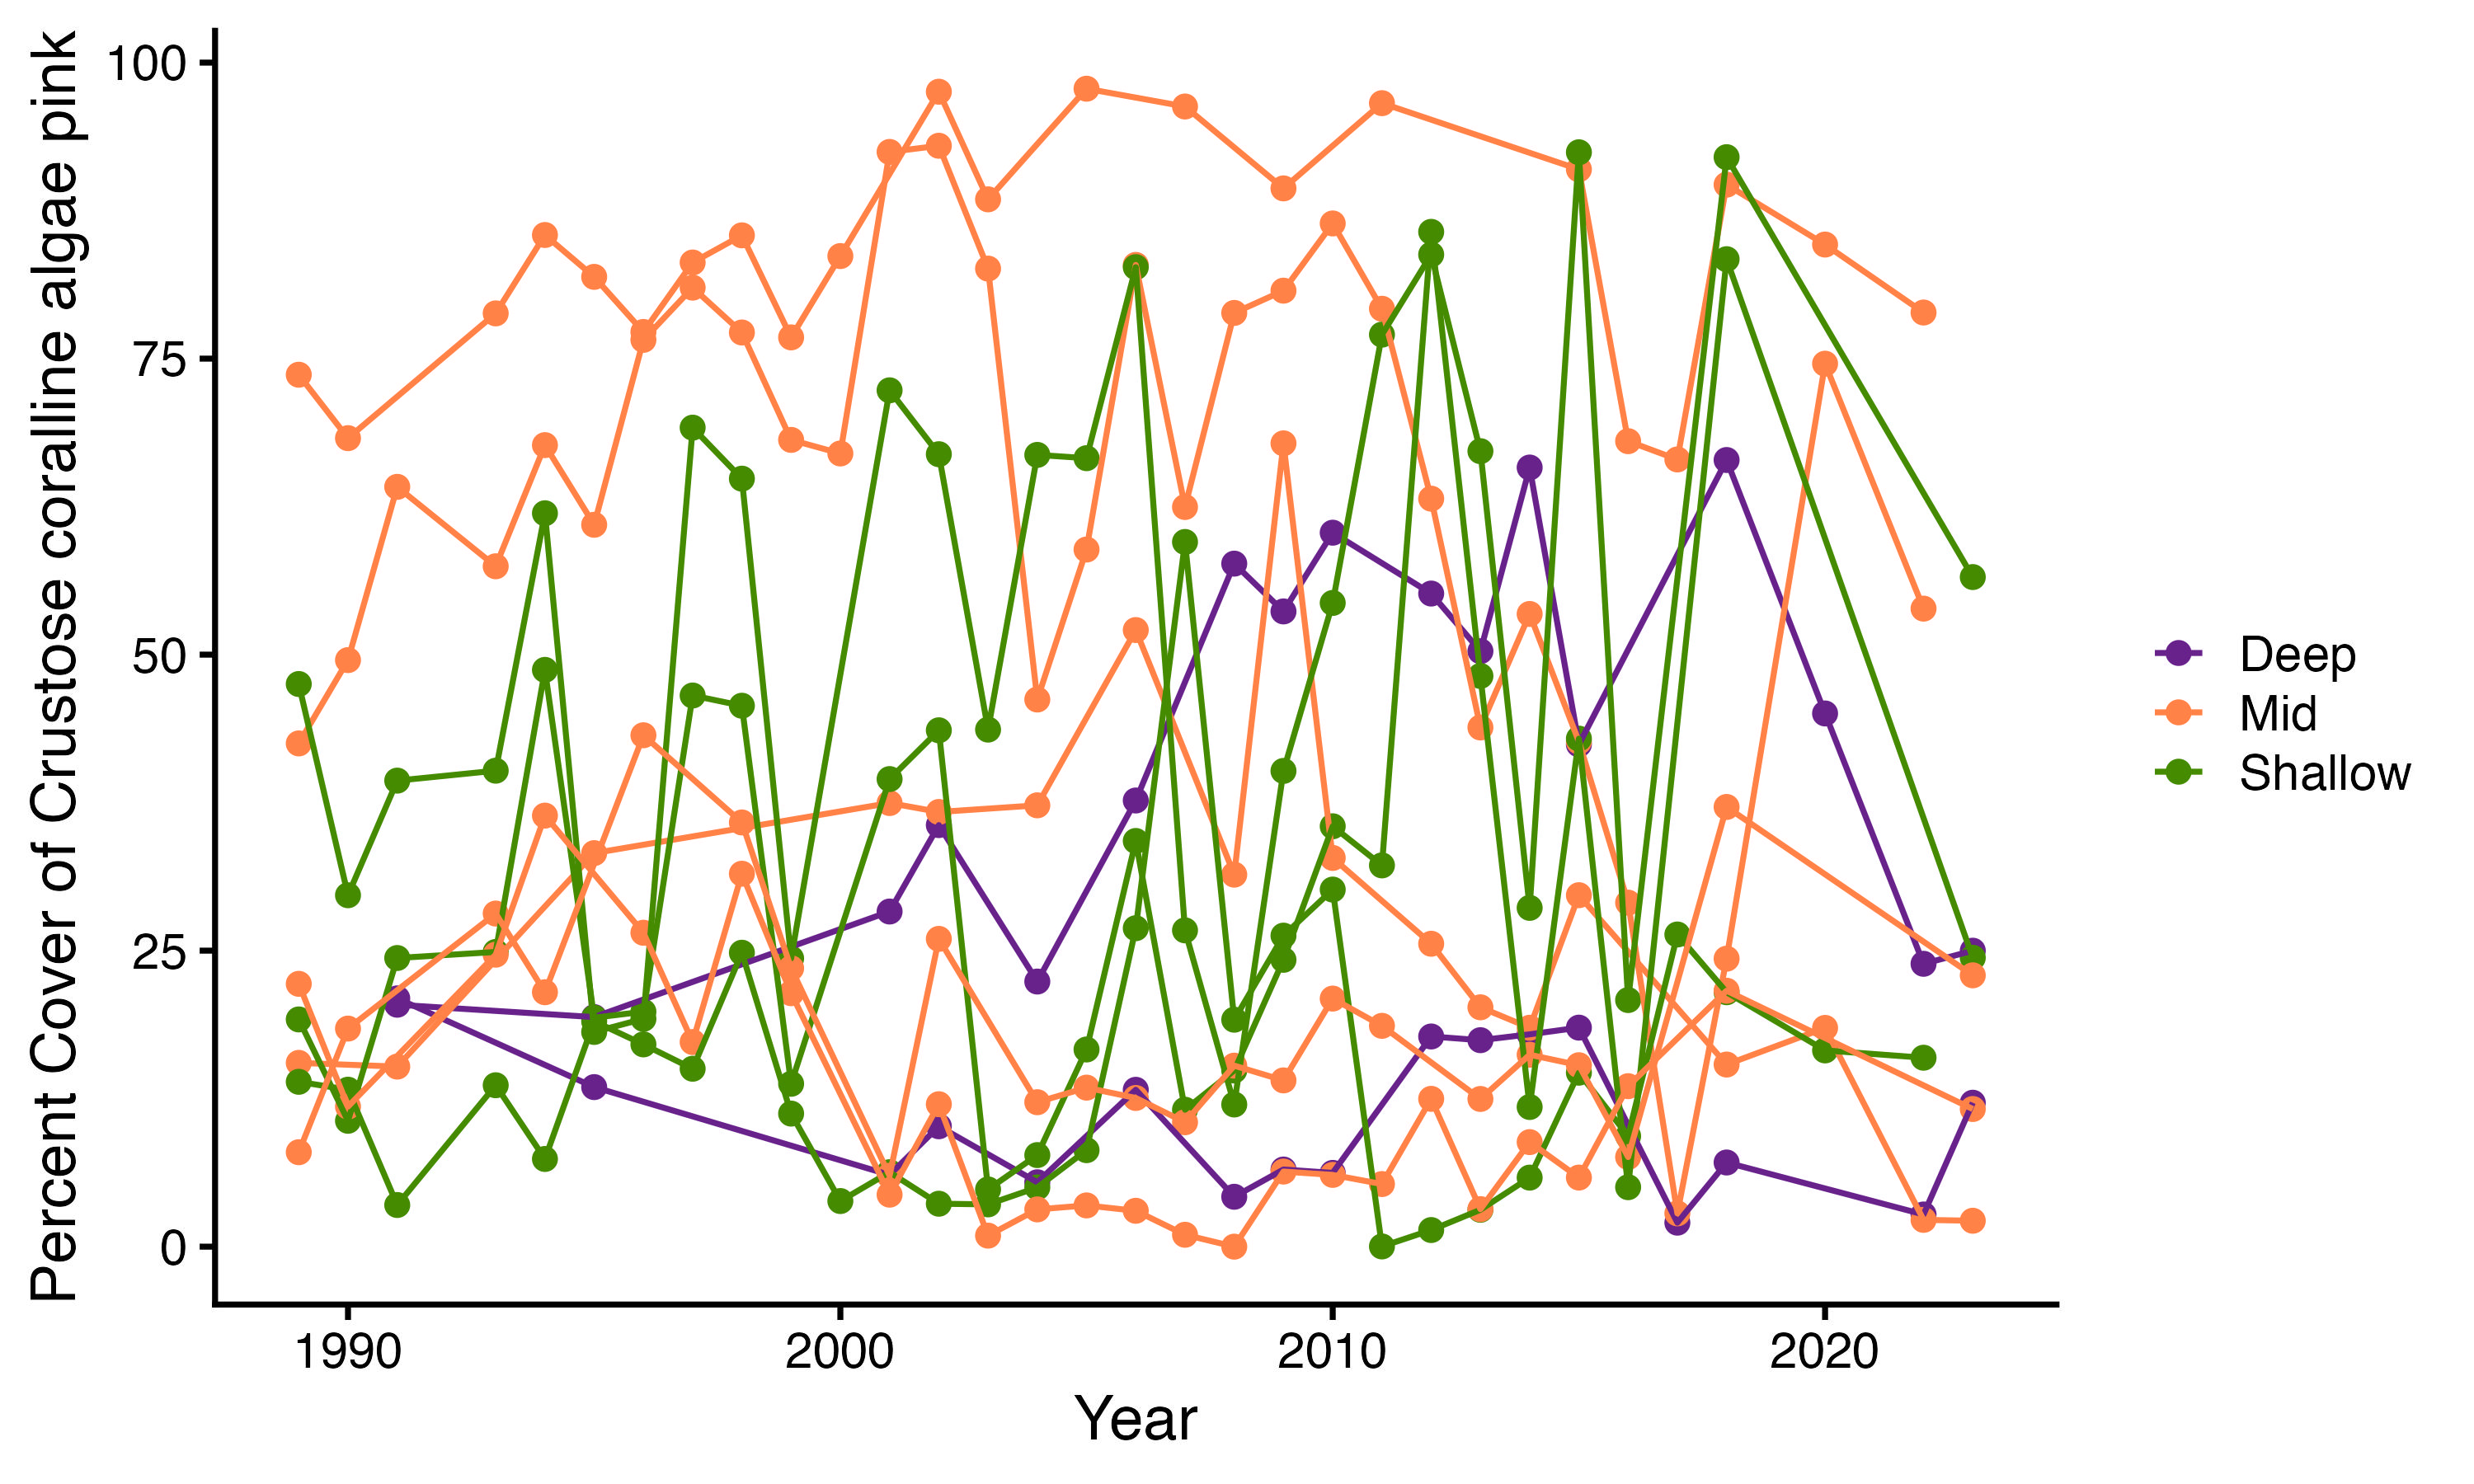 Percent Cover of Crustose coralline algae pink
100
75
50
25
0
1990 2000 2010 2020
Year
Deep
Mid
Shallow